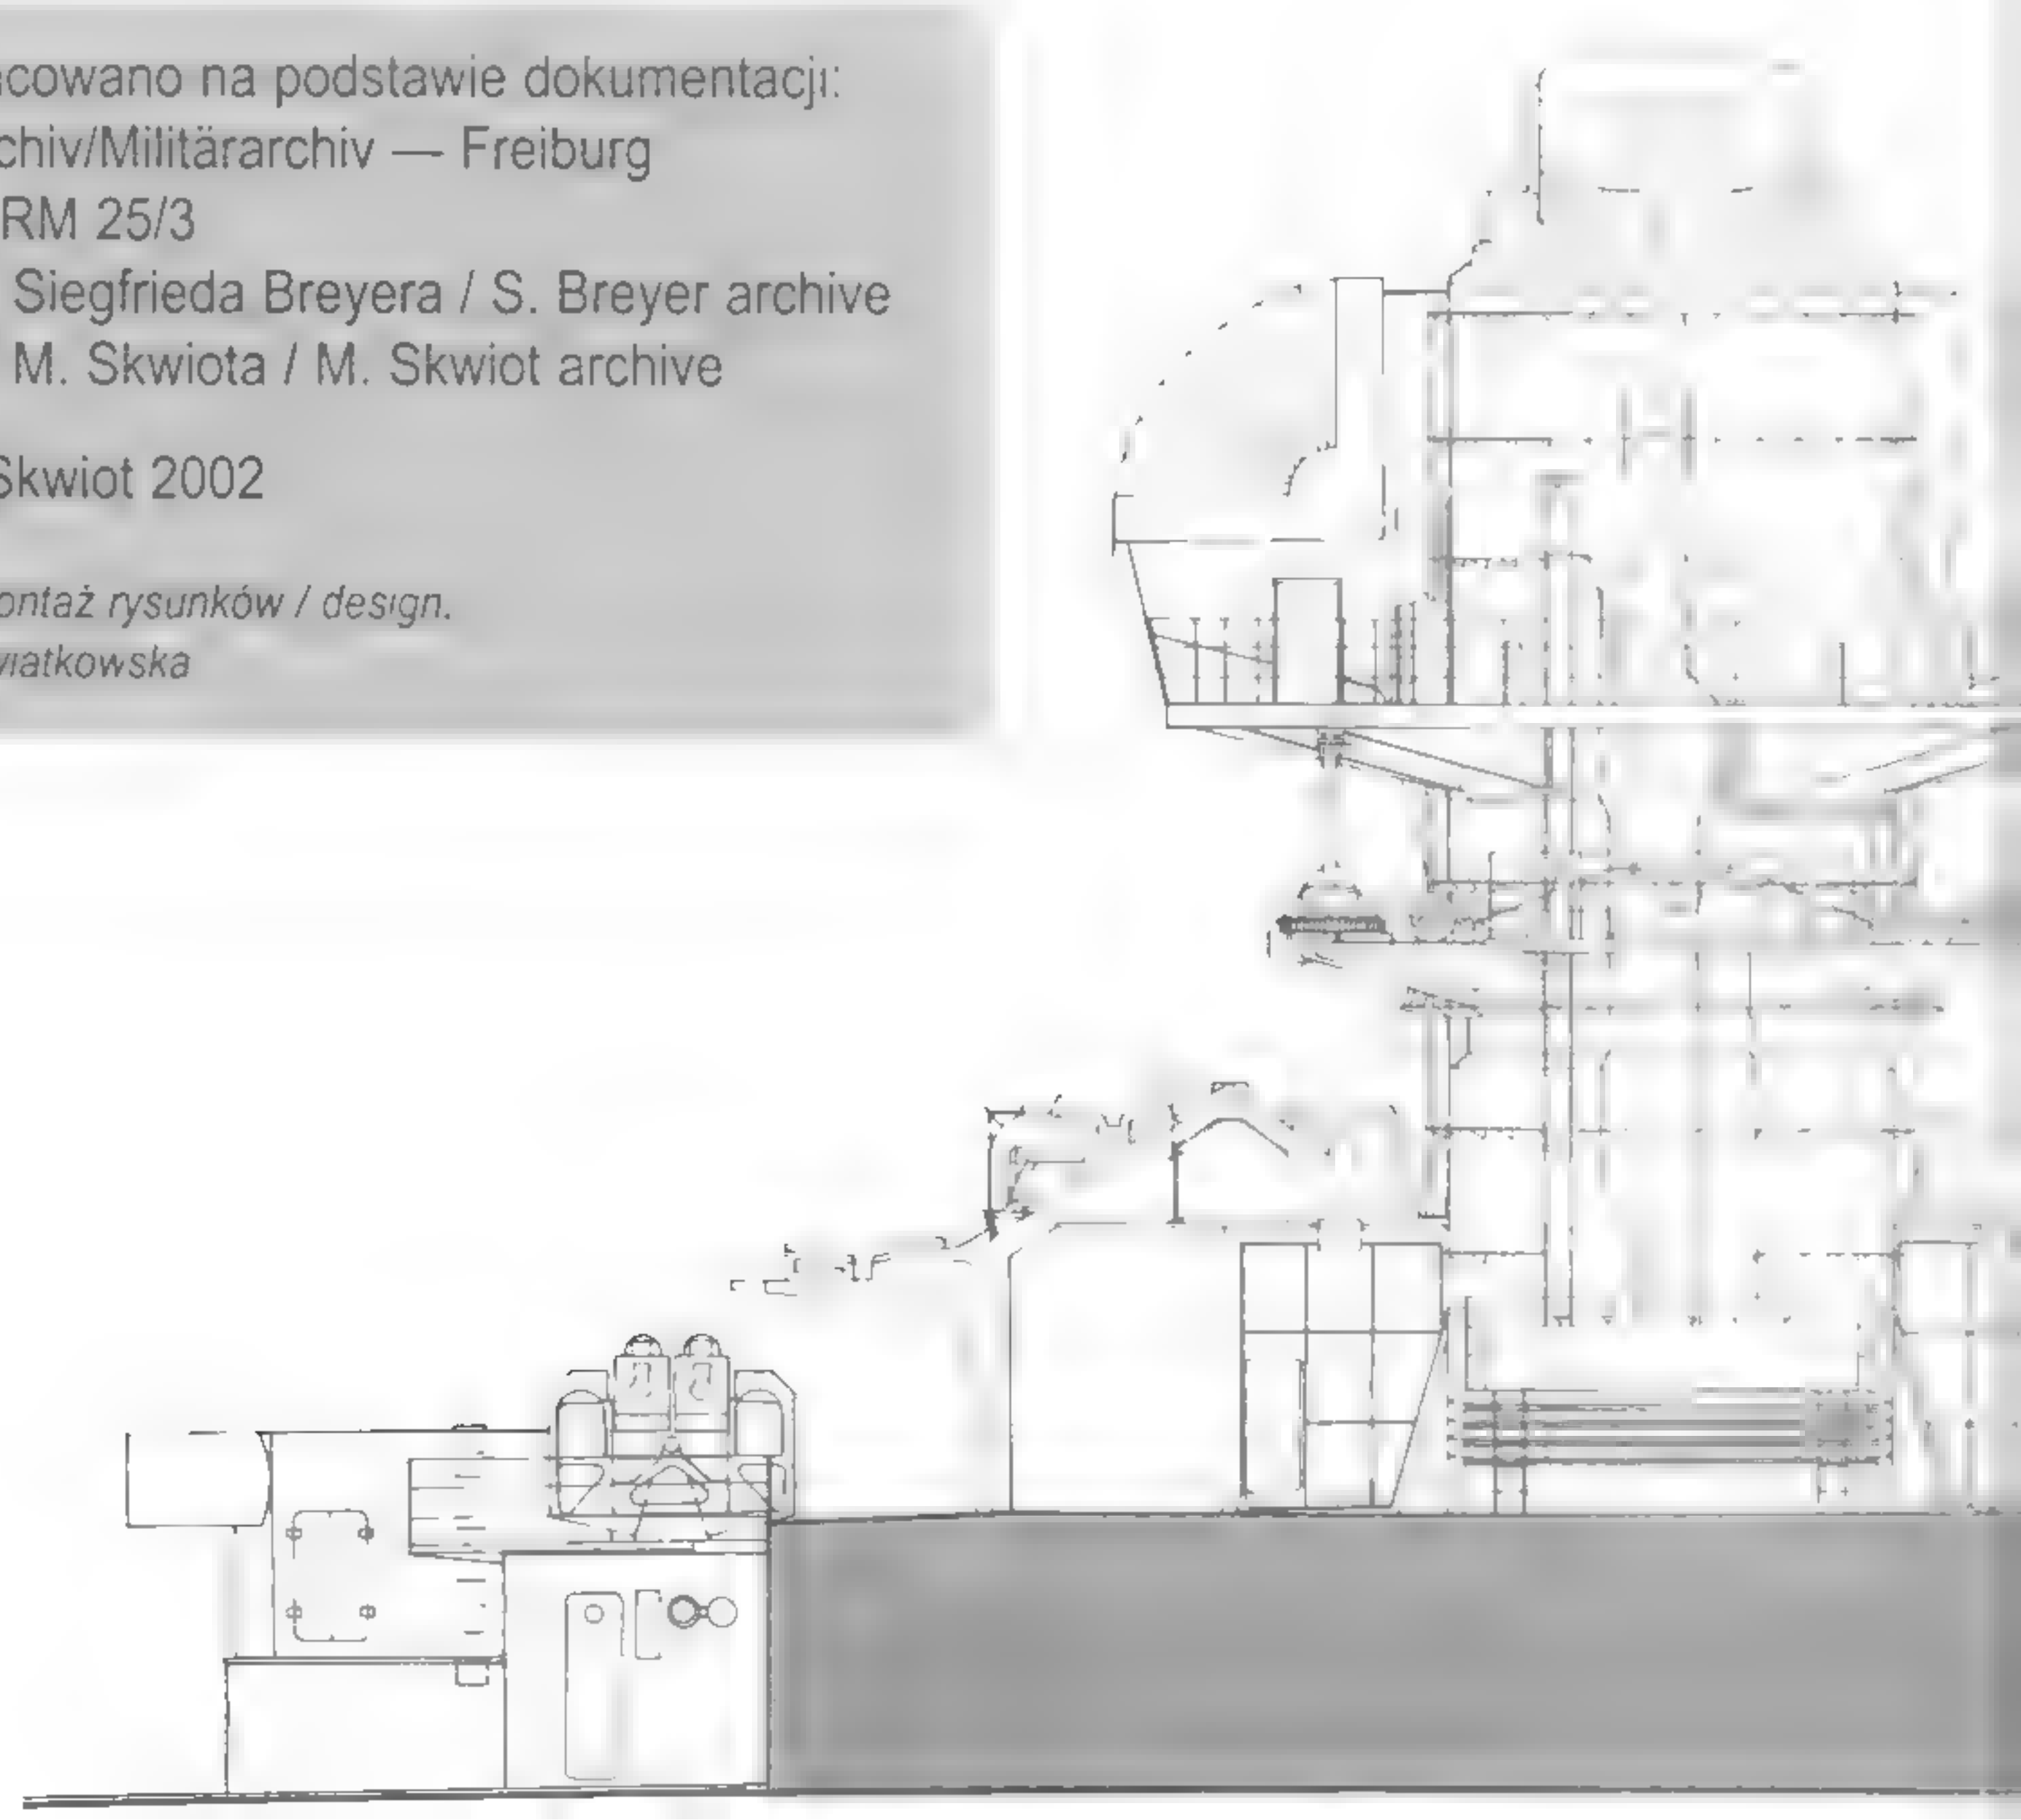 cowano na podstawie dokumentacji:
chiv/Militärarchiv — Freiburg
RM 25/3
Siegfrieda Breyera / S. Breyer archive
M. Skwiota / M. Skwiot archive
Skwiot 2002
ontaż rysunków / design.
wiatkowska